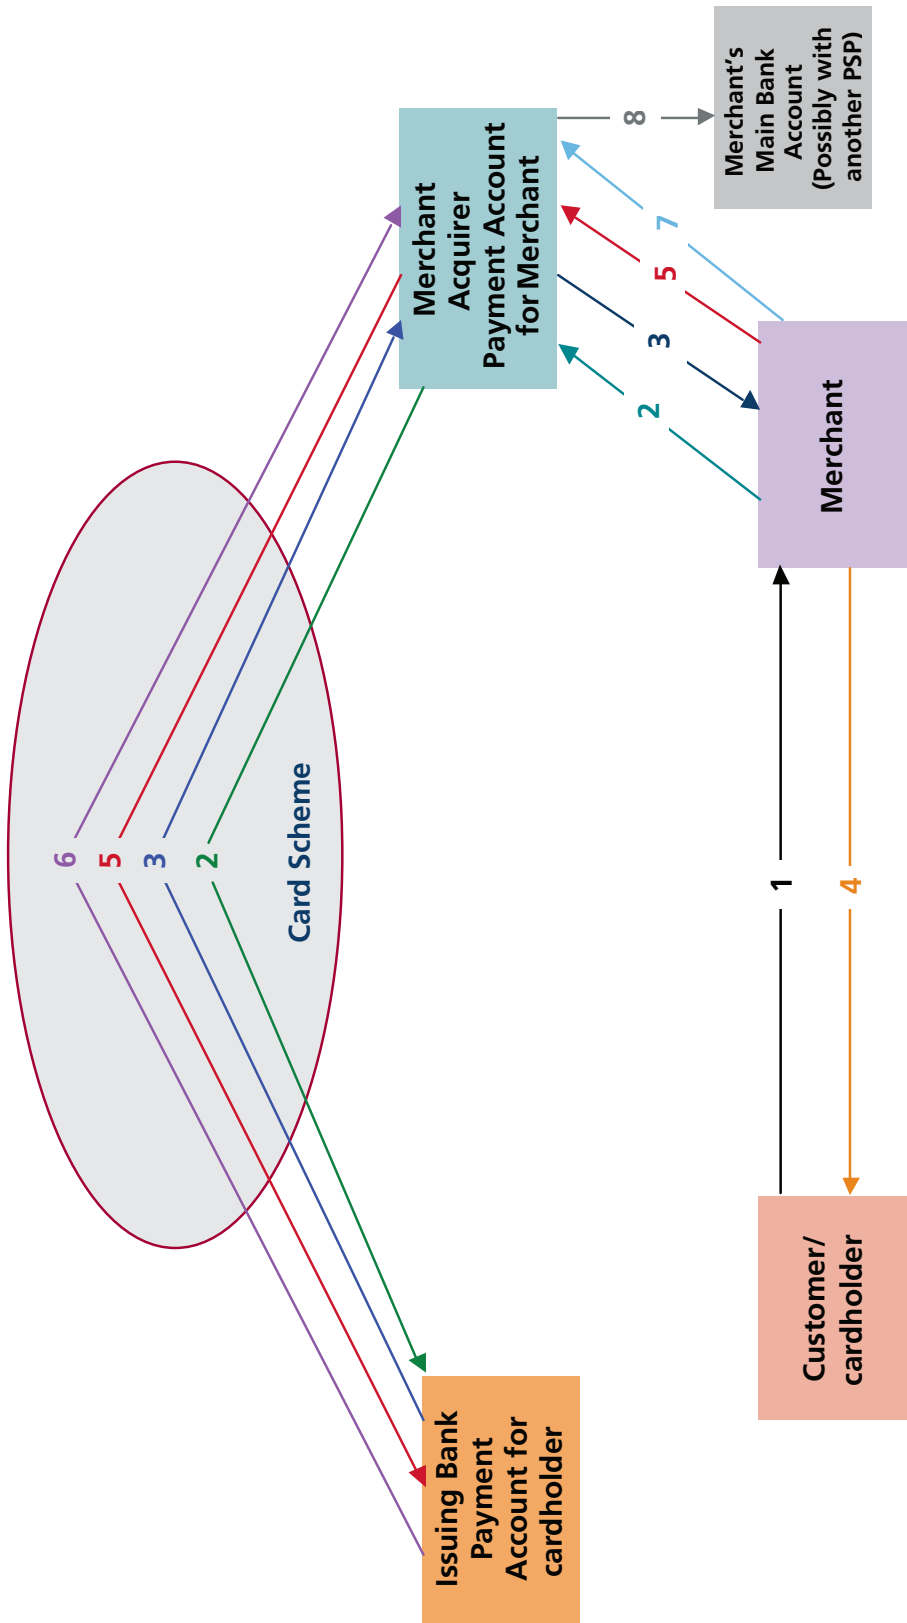 6
5
3
2
Card Scheme
Issuing Bank
Payment
Account for
cardholder
Merchant
Acquirer
Payment Account
for Merchant
2
3
5
7
8
Customer/
cardholder
1
4
Merchant
Merchant's
Main Bank
Account
(Possibly with
another PSP)